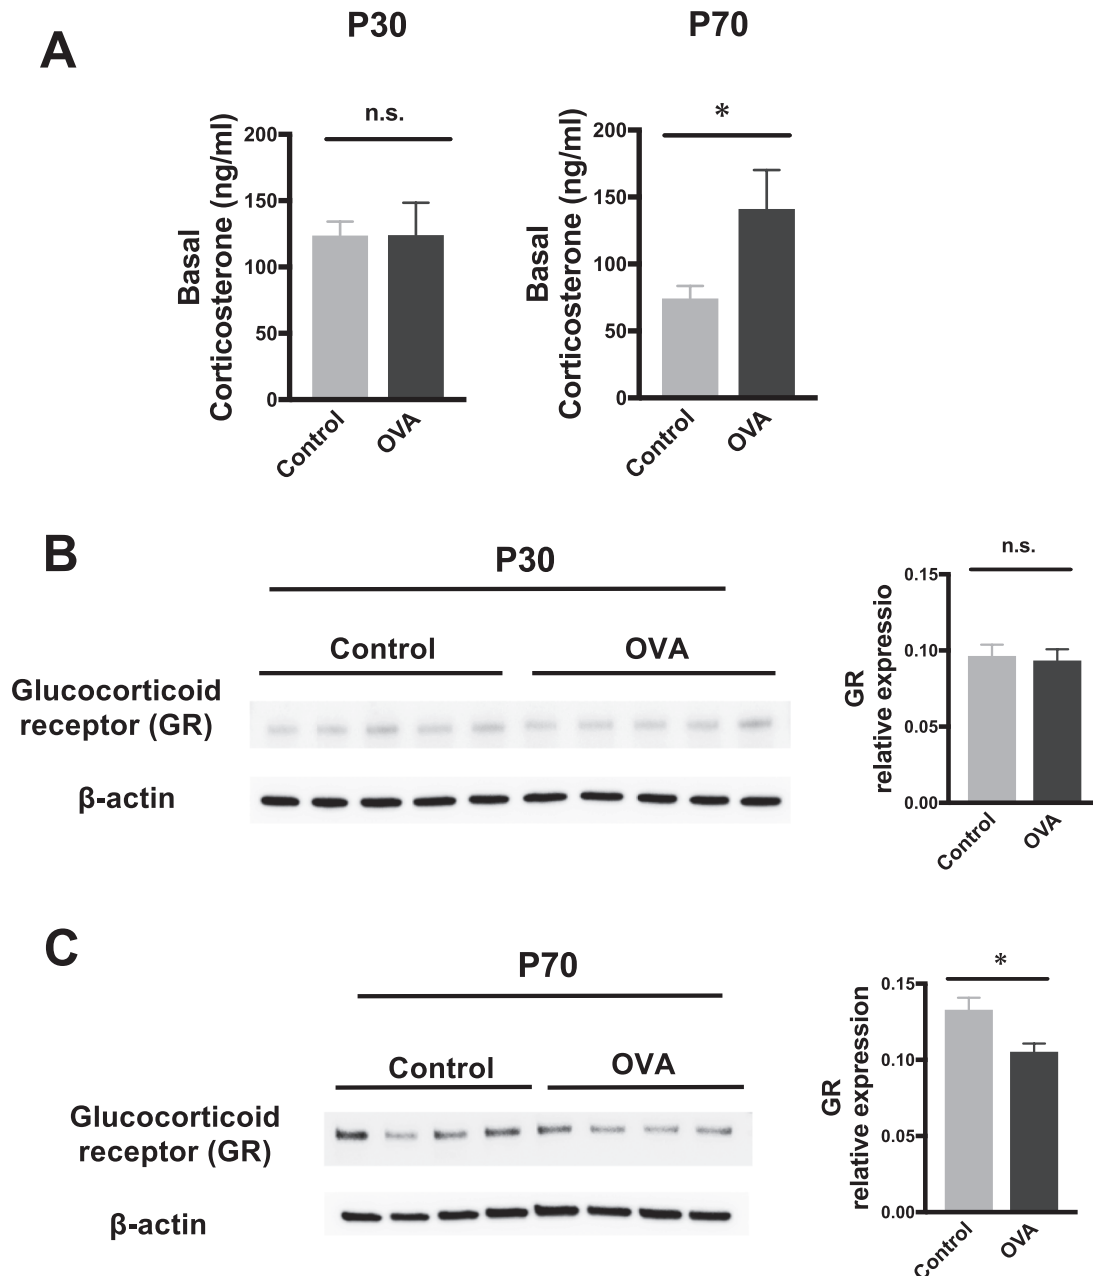 A
P30
P70
n.s.
*
Basal
Corticosterone (ng/ml)
200
150
100
50
0
Control
OVA
Basal
Corticosterone (ng/ml)
200
150
100
50
0
Control
OVA
B
P30
Control
OVA
Glucocorticoid
receptor (GR)
β-actin
n.s.
GR
relative expressio
0.15
0.10
0.05
0.00
Control
OVA
C
P70
Control
OVA
Glucocorticoid
receptor (GR)
β-actin
*
GR
relative expression
0.15
0.10
0.05
0.00
Control
OVA